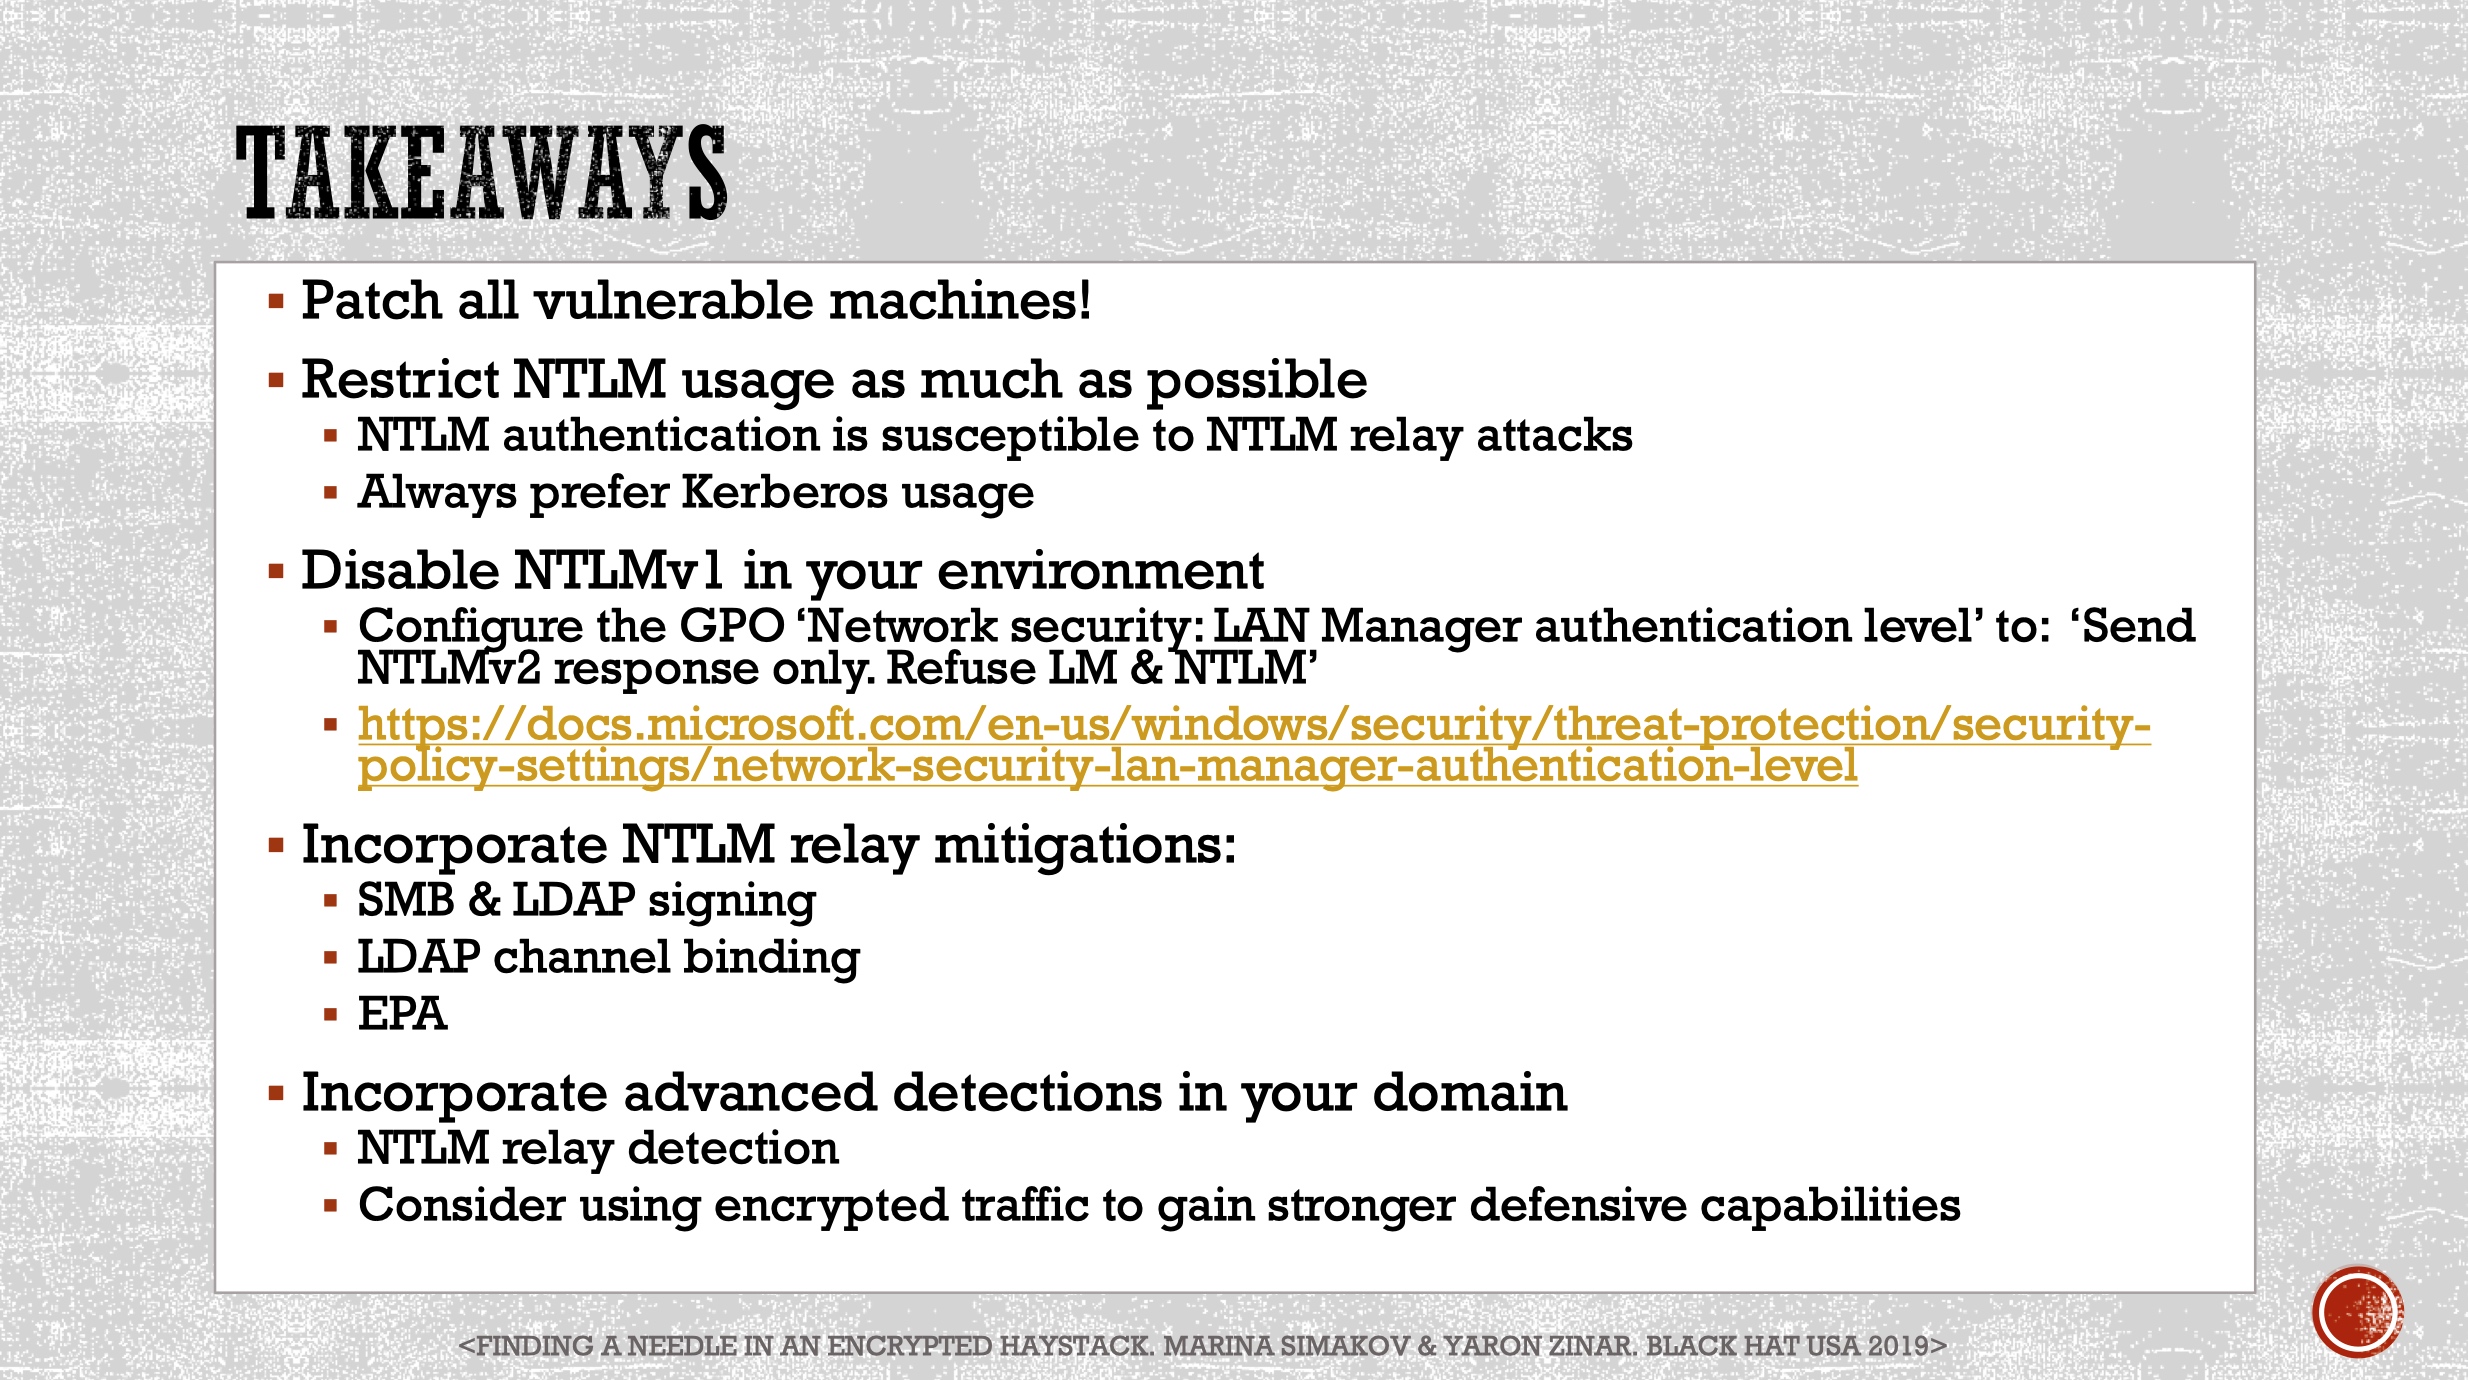 TAKEAWAYS
▪ Patch all vulnerable machines!
▪ Restrict NTLM usage as much as possible
▪ NTLM authentication is susceptible to NTLM relay attacks
▪ Always prefer Kerberos usage
▪ Disable NTLMv1 in your environment
▪ Configure the GPO ‘Network security: LAN Manager authentication level’ to: ‘Send
NTLMv2 response only. Refuse LM & NTLM’
▪ https://docs.microsoft.com/en-us/windows/security/threat-protection/security-
policy-settings/network-security-lan-manager-authentication-level
▪ Incorporate NTLM relay mitigations:
▪ SMB & LDAP signing
▪ LDAP channel binding
▪ EPA
▪ Incorporate advanced detections in your domain
▪ NTLM relay detection
▪ Consider using encrypted traffic to gain stronger defensive capabilities
<FINDING A NEEDLE IN AN ENCRYPTED HAYSTACK. MARINA SIMAKOV & YARON ZINAR. BLACK HAT USA 2019>